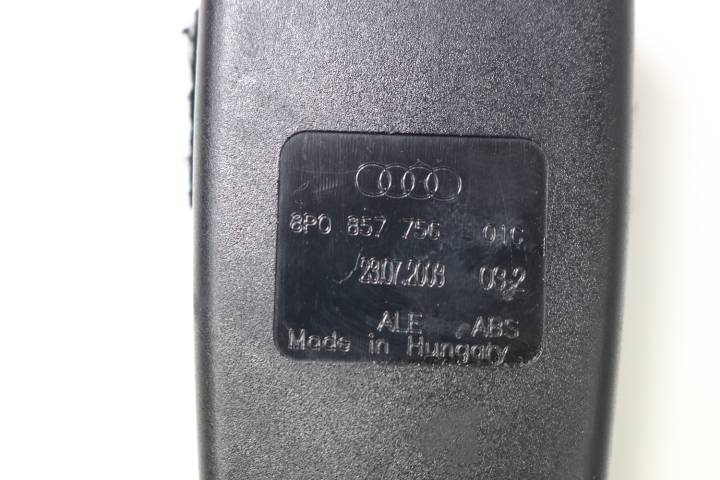 8P0 857 756 01C
23.07.2003 03.2
ALE ABS
Made in Hungary